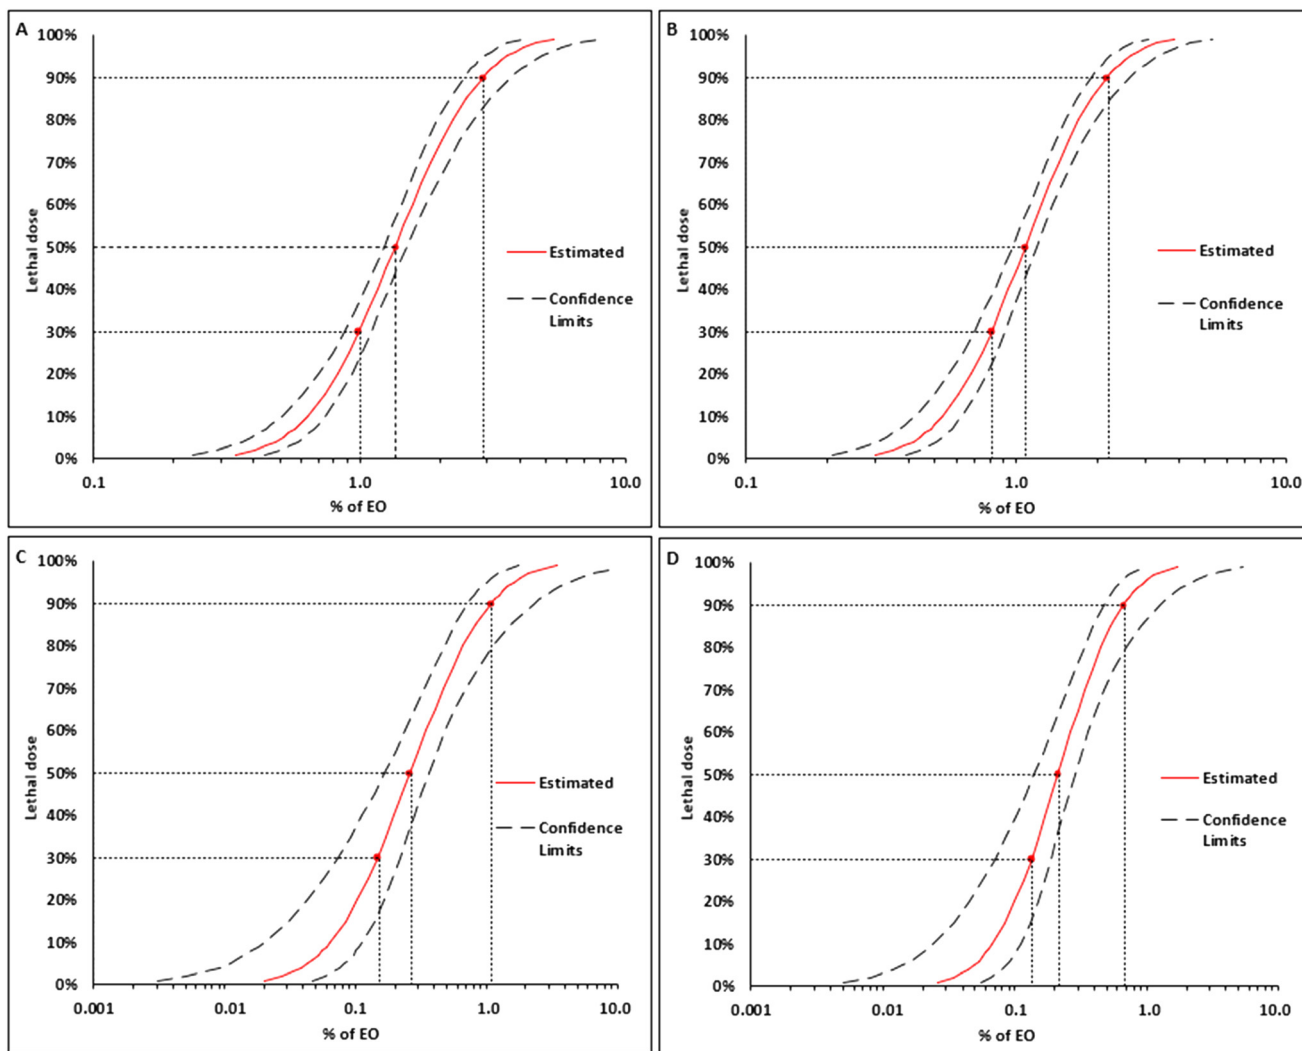 A
100%
90%
80%
70%
60%
50%
40%
30%
20%
10%
0%
Lethal dose
0.1
1.0
10.0
% of EO
Estimated
Confidence
Limits
B
100%
90%
80%
70%
60%
50%
40%
30%
20%
10%
0%
Lethal dose
0.1
1.0
10.0
% of EO
Estimated
Confidence
Limits
C
100%
90%
80%
70%
60%
50%
40%
30%
20%
10%
0%
Lethal dose
0.001
0.01
0.1
1.0
10.0
% of EO
Estimated
Confidence
Limits
D
100%
90%
80%
70%
60%
50%
40%
30%
20%
10%
0%
Lethal dose
0.001
0.01
0.1
1.0
10.0
% of EO
Estimated
Confidence
Limits